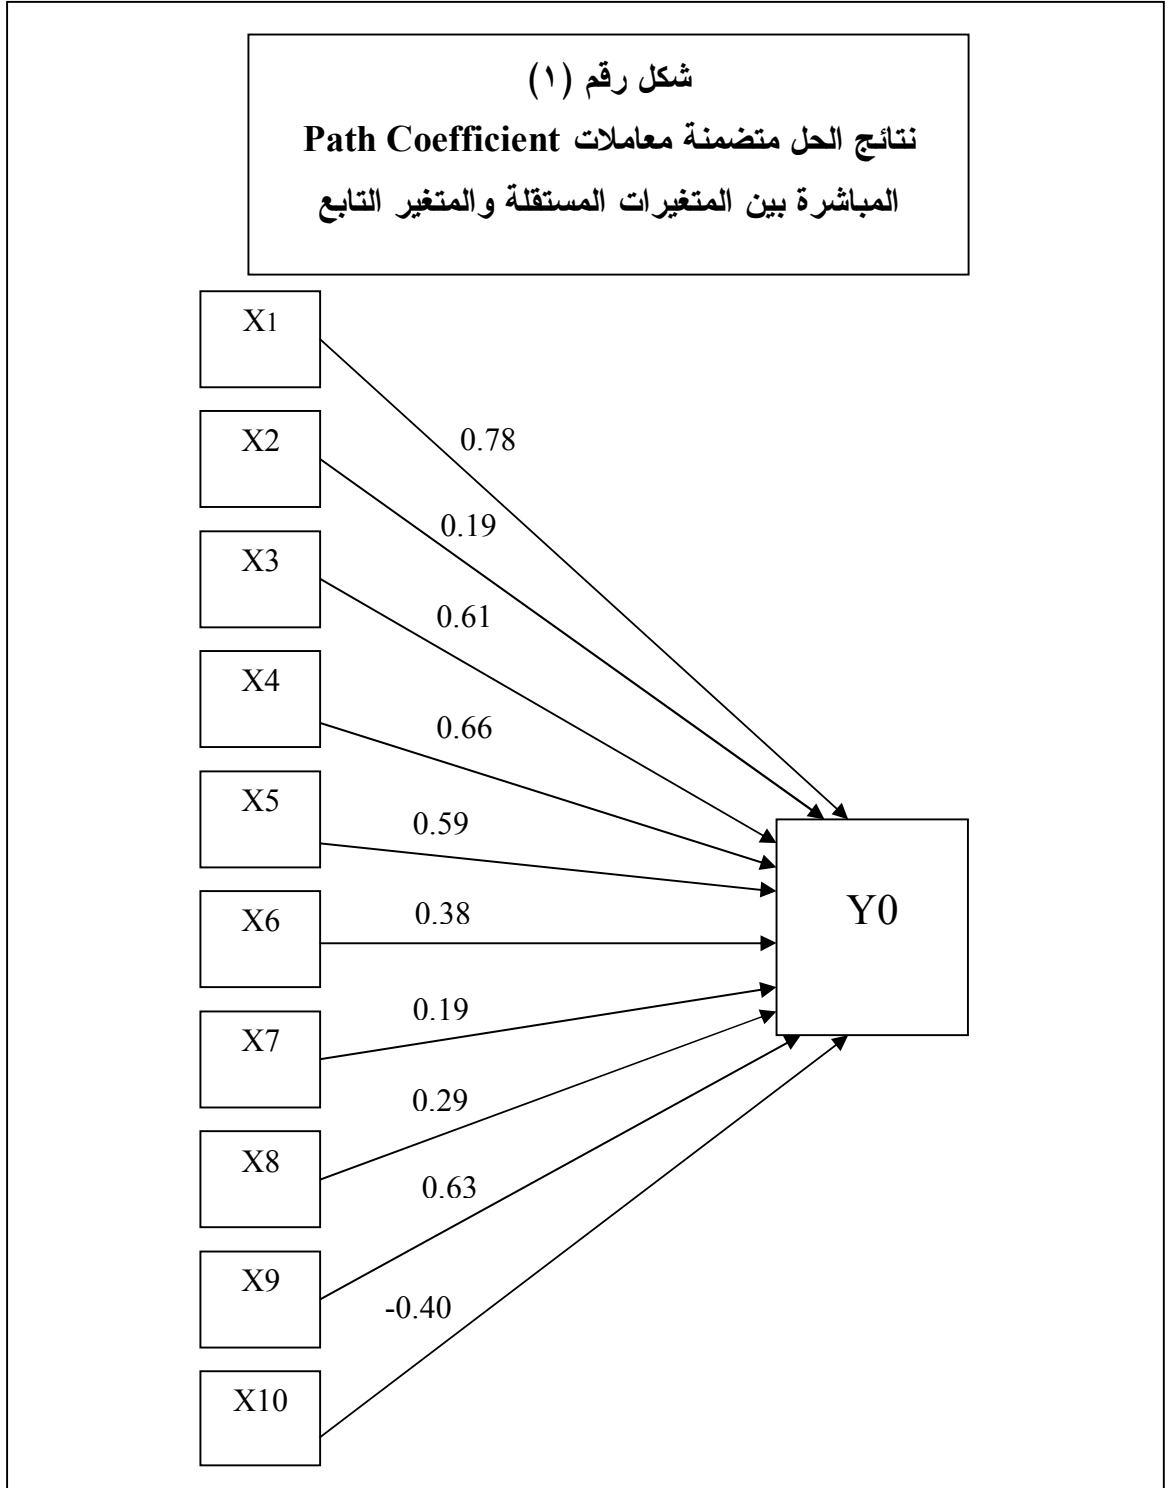 شكل رقم (١)
نتائج الحل متضمنة معاملات Path Coefficient
المباشرة بين المتغيرات المستقلة والمتغير التابع
X1
0.78
X2
0.19
X3
0.61
X4
0.66
X5
0.59
X6
0.38
X7
0.19
X8
0.29
X9
0.63
X10
-0.40
Y0